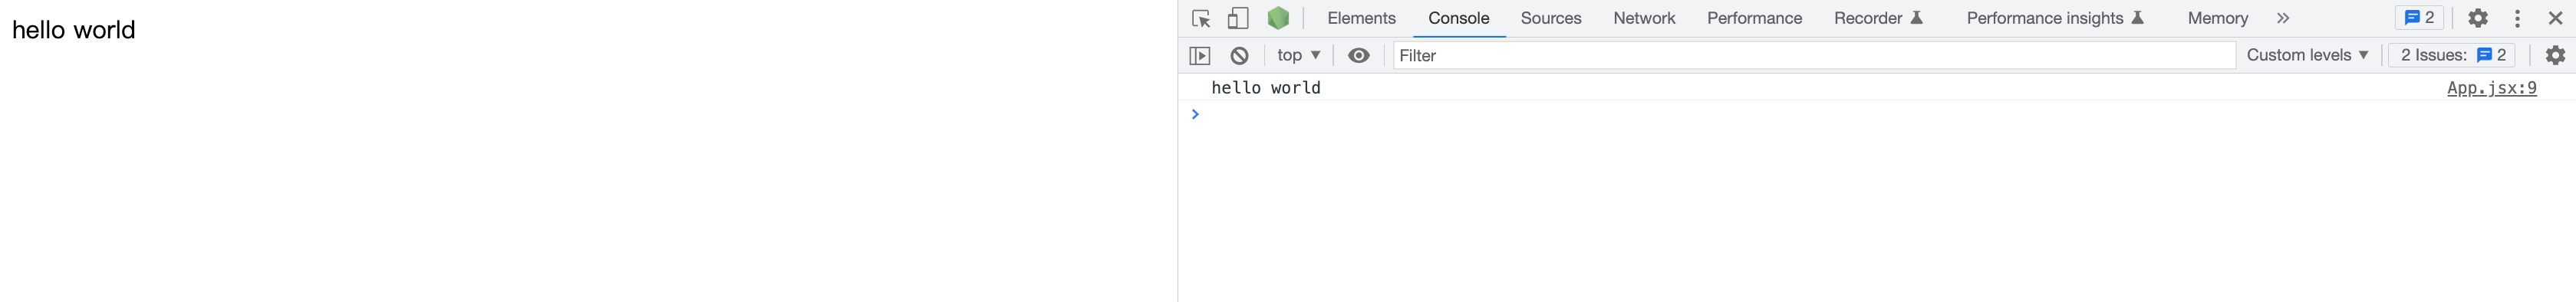 hello world
Elements Console Sources Network Performance Recorder Performance insights Memory 2
top Filter Custom levels 2 Issues: 2
hello world App.jsx:9